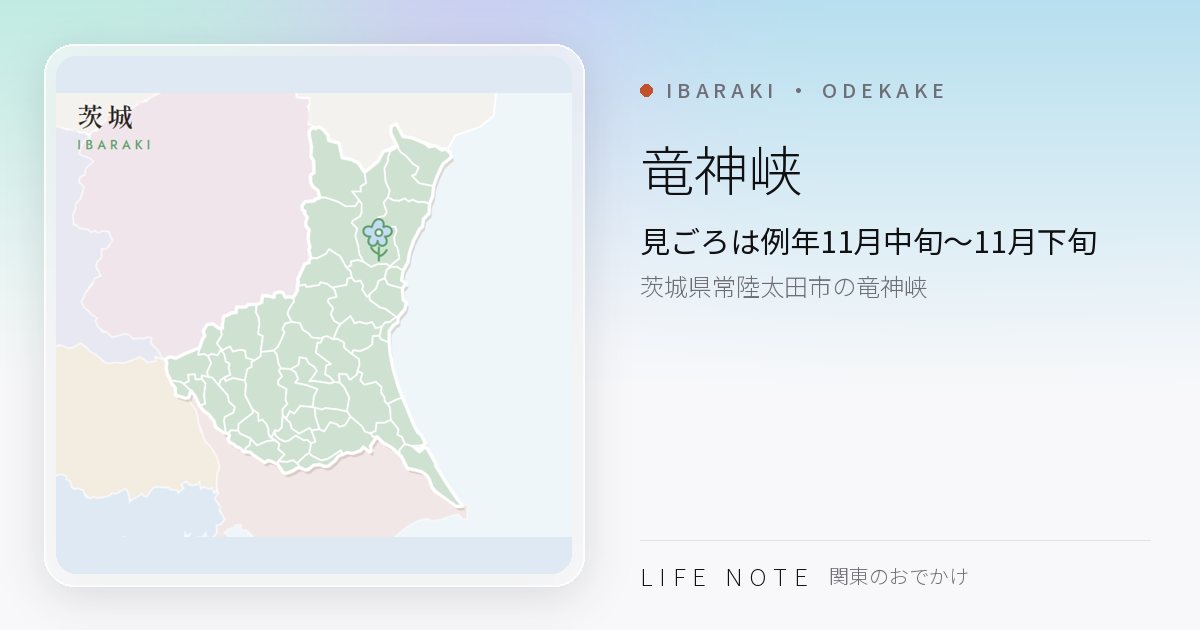 茨城
IBARAKI
IBARAKI・ODEKAKE
竜神峡
見ごろは例年11月中旬〜11月下旬
茨城県常陸太田市の竜神峡
LIFE NOTE 関東のおでかけ